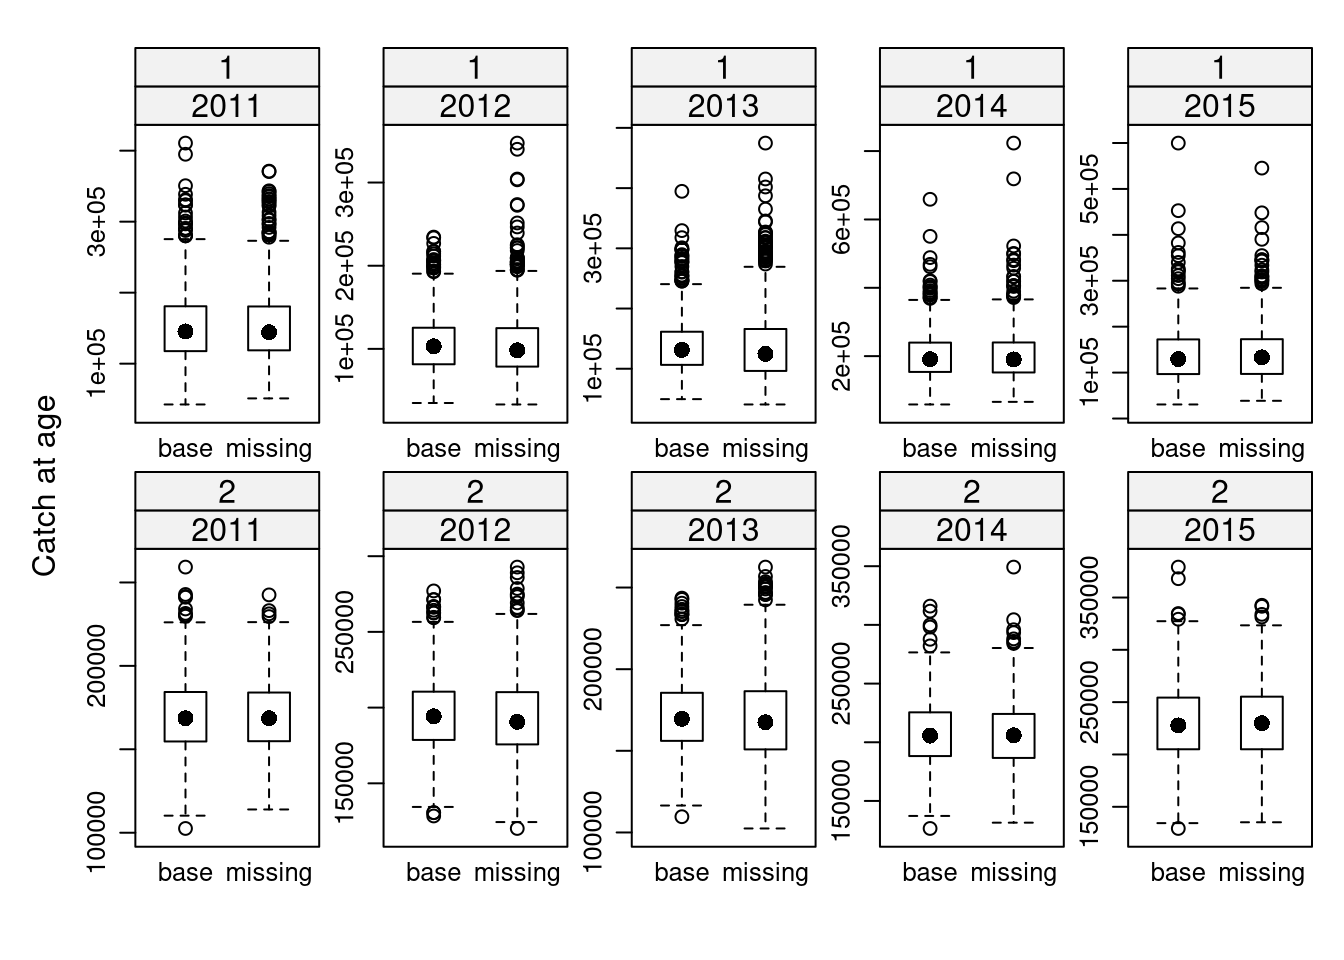 Catch at age
1 1 1 1 1
2011 2012 2013 2014 2015
1e+05 3e+05
1e+05 2e+05 3e+05
1e+05 3e+05
2e+05 6e+05
1e+05 3e+05 5e+05
base missing base missing base missing base missing base missing
2 2 2 2 2
2011 2012 2013 2014 2015
100000 200000
150000 250000
100000 200000
150000 250000 350000
150000 250000 350000
base missing base missing base missing base missing base missing